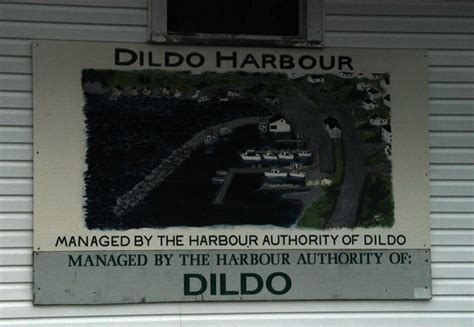 DILDO HARBOUR
MANAGED BY THE HARBOUR AUTHORITY OF DILDO
MANAGED BY THE HARBOUR AUTHORITY OF:
DILDO